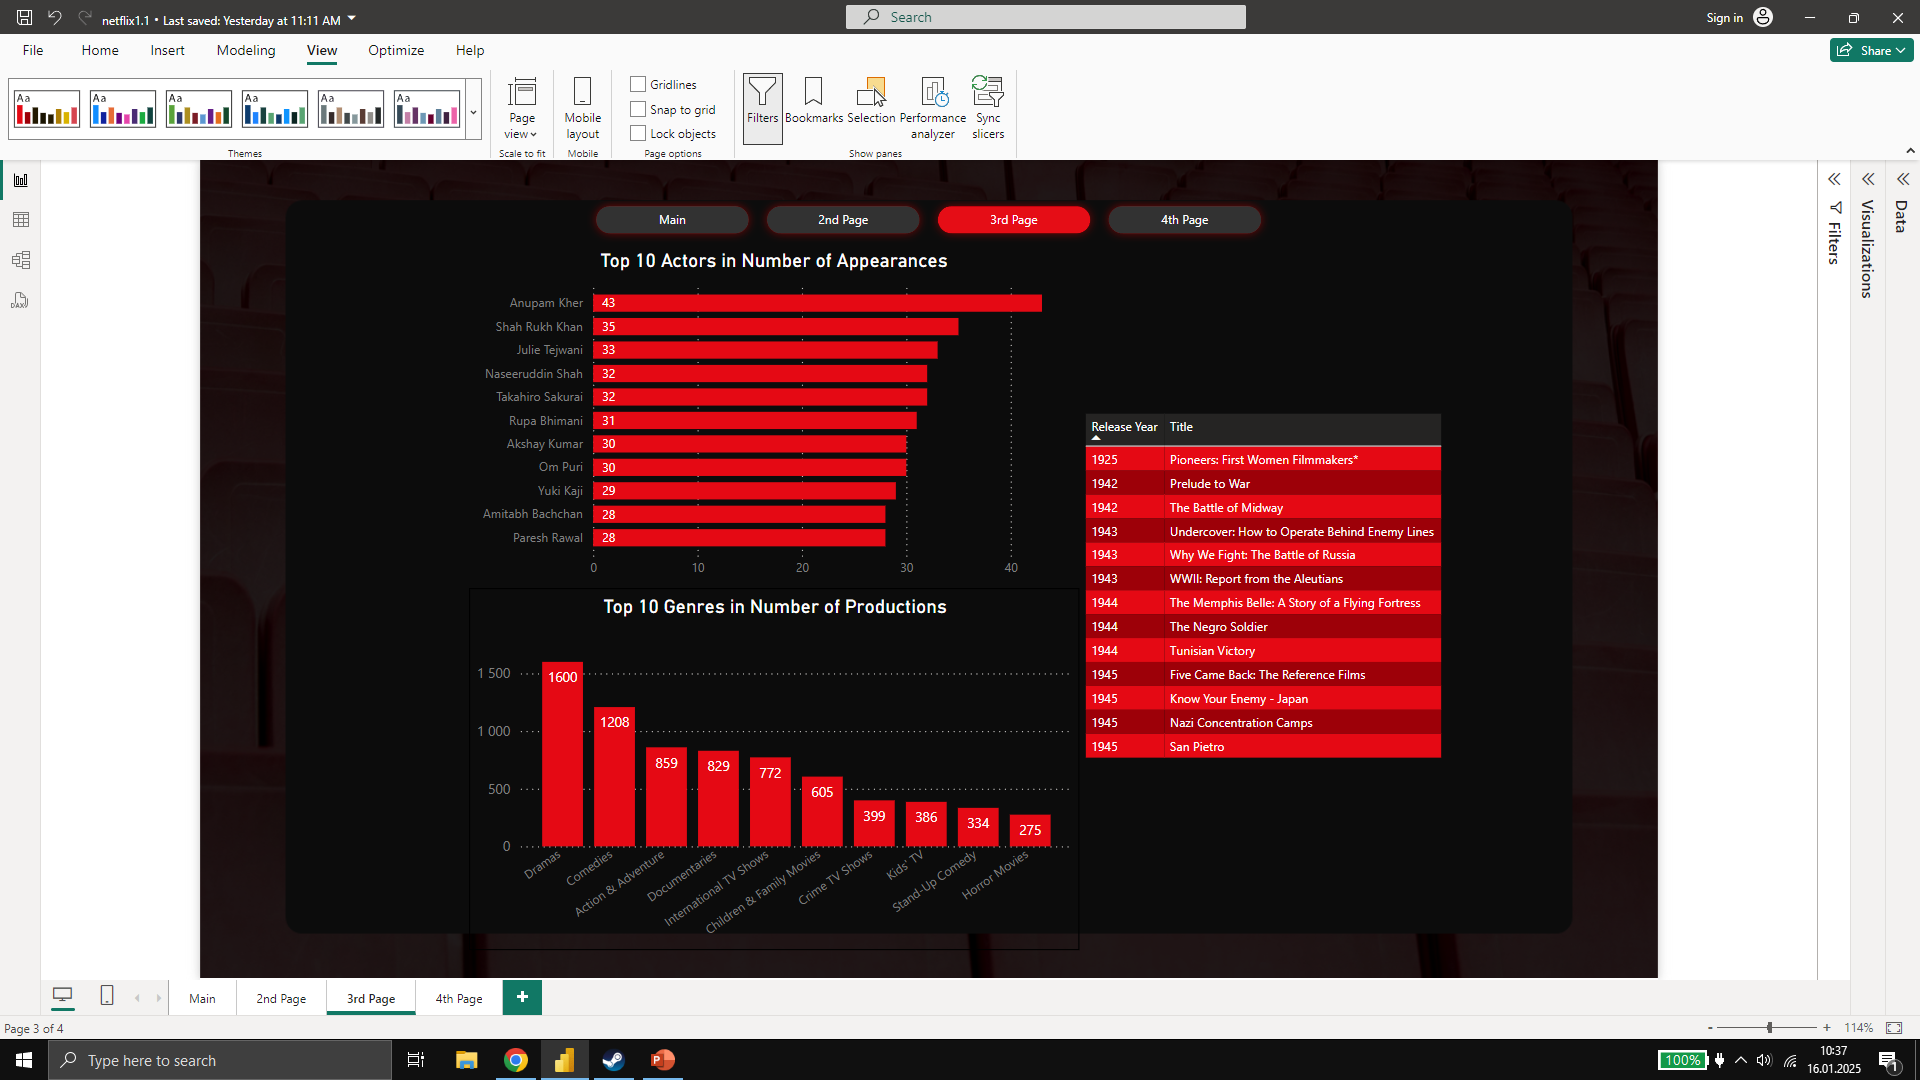 netflix1.1 • Last saved: Yesterday at 11:11 AM
Search
Sign in
File
Home
Insert
Modeling
View
Optimize
Help
Share
Aa
Aa
Aa
Aa
Aa
Aa
Themes
Page view
Scale to fit
Mobile layout
Mobile
Gridlines
Snap to grid
Lock objects
Page options
Filters
Bookmarks
Selection
Performance analyzer
Sync slicers
Show panes
DAX
Main
2nd Page
3rd Page
4th Page
Top 10 Actors in Number of Appearances
Anupam Kher 43
Shah Rukh Khan 35
Julie Tejwani 33
Naseeruddin Shah 32
Takahiro Sakurai 32
Rupa Bhimani 31
Akshay Kumar 30
Om Puri 30
Yuki Kaji 29
Amitabh Bachchan 28
Paresh Rawal 28
0 10 20 30 40
Top 10 Genres in Number of Productions
1 500
1 000
500
0
1600
1208
859
829
772
605
399
386
334
275
Dramas
Comedies
Action & Adventure
Documentaries
International TV Shows
Children & Family Movies
Crime TV Shows
Kids' TV
Stand-Up Comedy
Horror Movies
Release Year Title
1925 Pioneers: First Women Filmmakers*
1942 Prelude to War
1942 The Battle of Midway
1943 Undercover: How to Operate Behind Enemy Lines
1943 Why We Fight: The Battle of Russia
1943 WWII: Report from the Aleutians
1944 The Memphis Belle: A Story of a Flying Fortress
1944 The Negro Soldier
1944 Tunisian Victory
1945 Five Came Back: The Reference Films
1945 Know Your Enemy - Japan
1945 Nazi Concentration Camps
1945 San Pietro
Filters
Visualizations
Data
Main
2nd Page
3rd Page
4th Page
+
Page 3 of 4
- + 114%
Type here to search
P
100%
10:37
16.01.2025
1